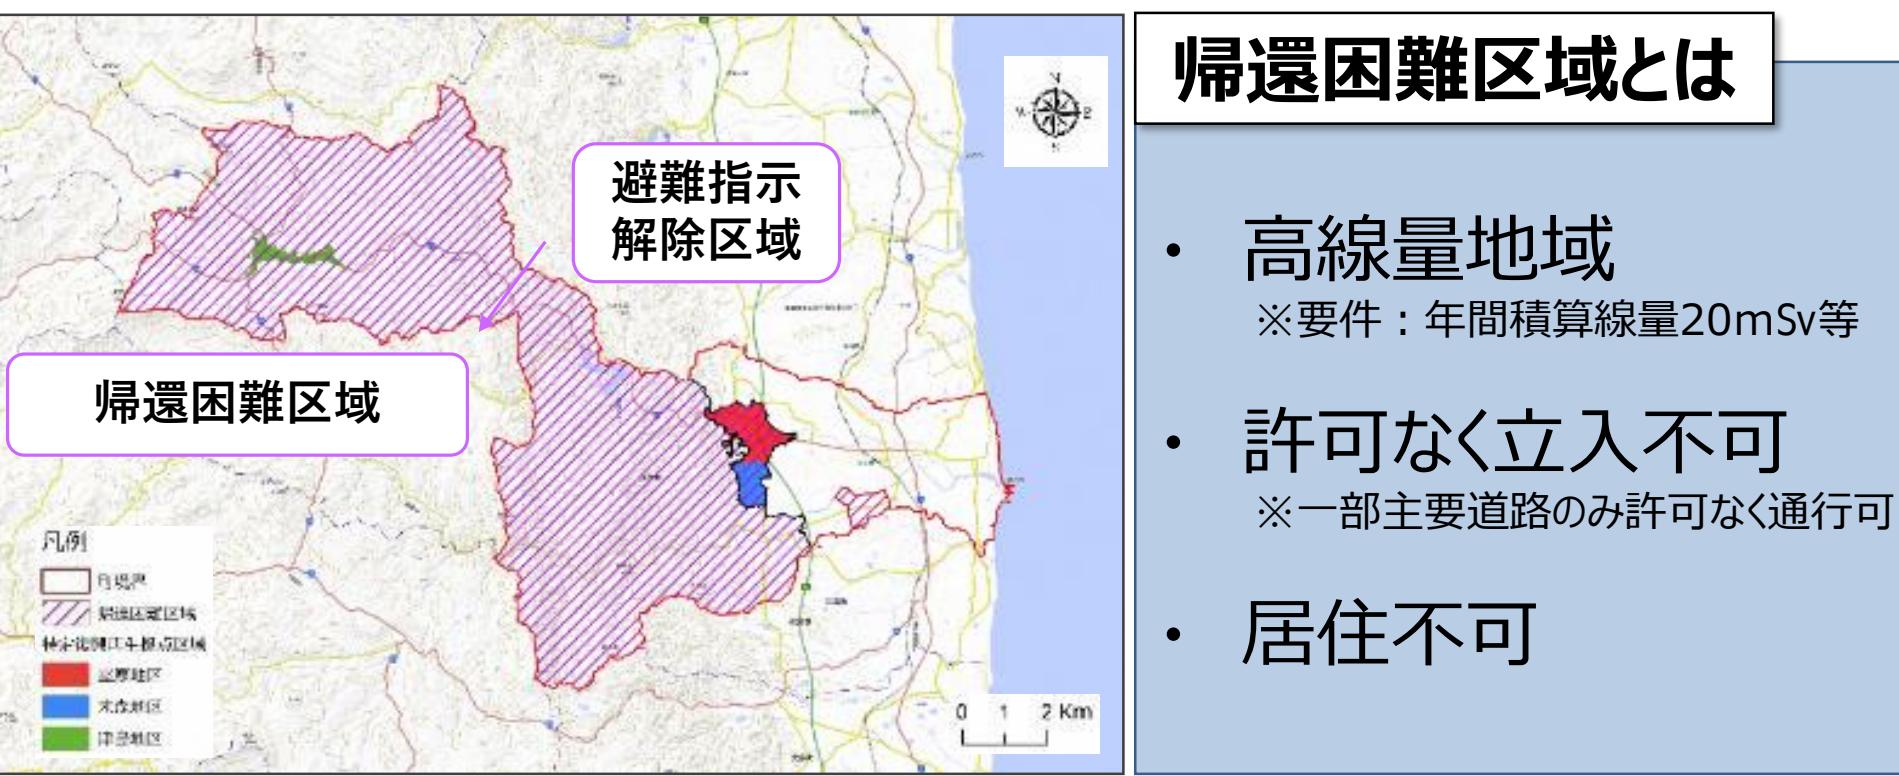 避難指示
解除区域
帰還困難区域
凡例
町境界
帰還困難区域
特定復興再生拠点区域
室原地区
末森地区
津島地区
0 1 2 Km
帰還困難区域とは
・ 高線量地域
※要件：年間積算線量20mSv等
・ 許可なく立入不可
※一部主要道路のみ許可なく通行可
・ 居住不可